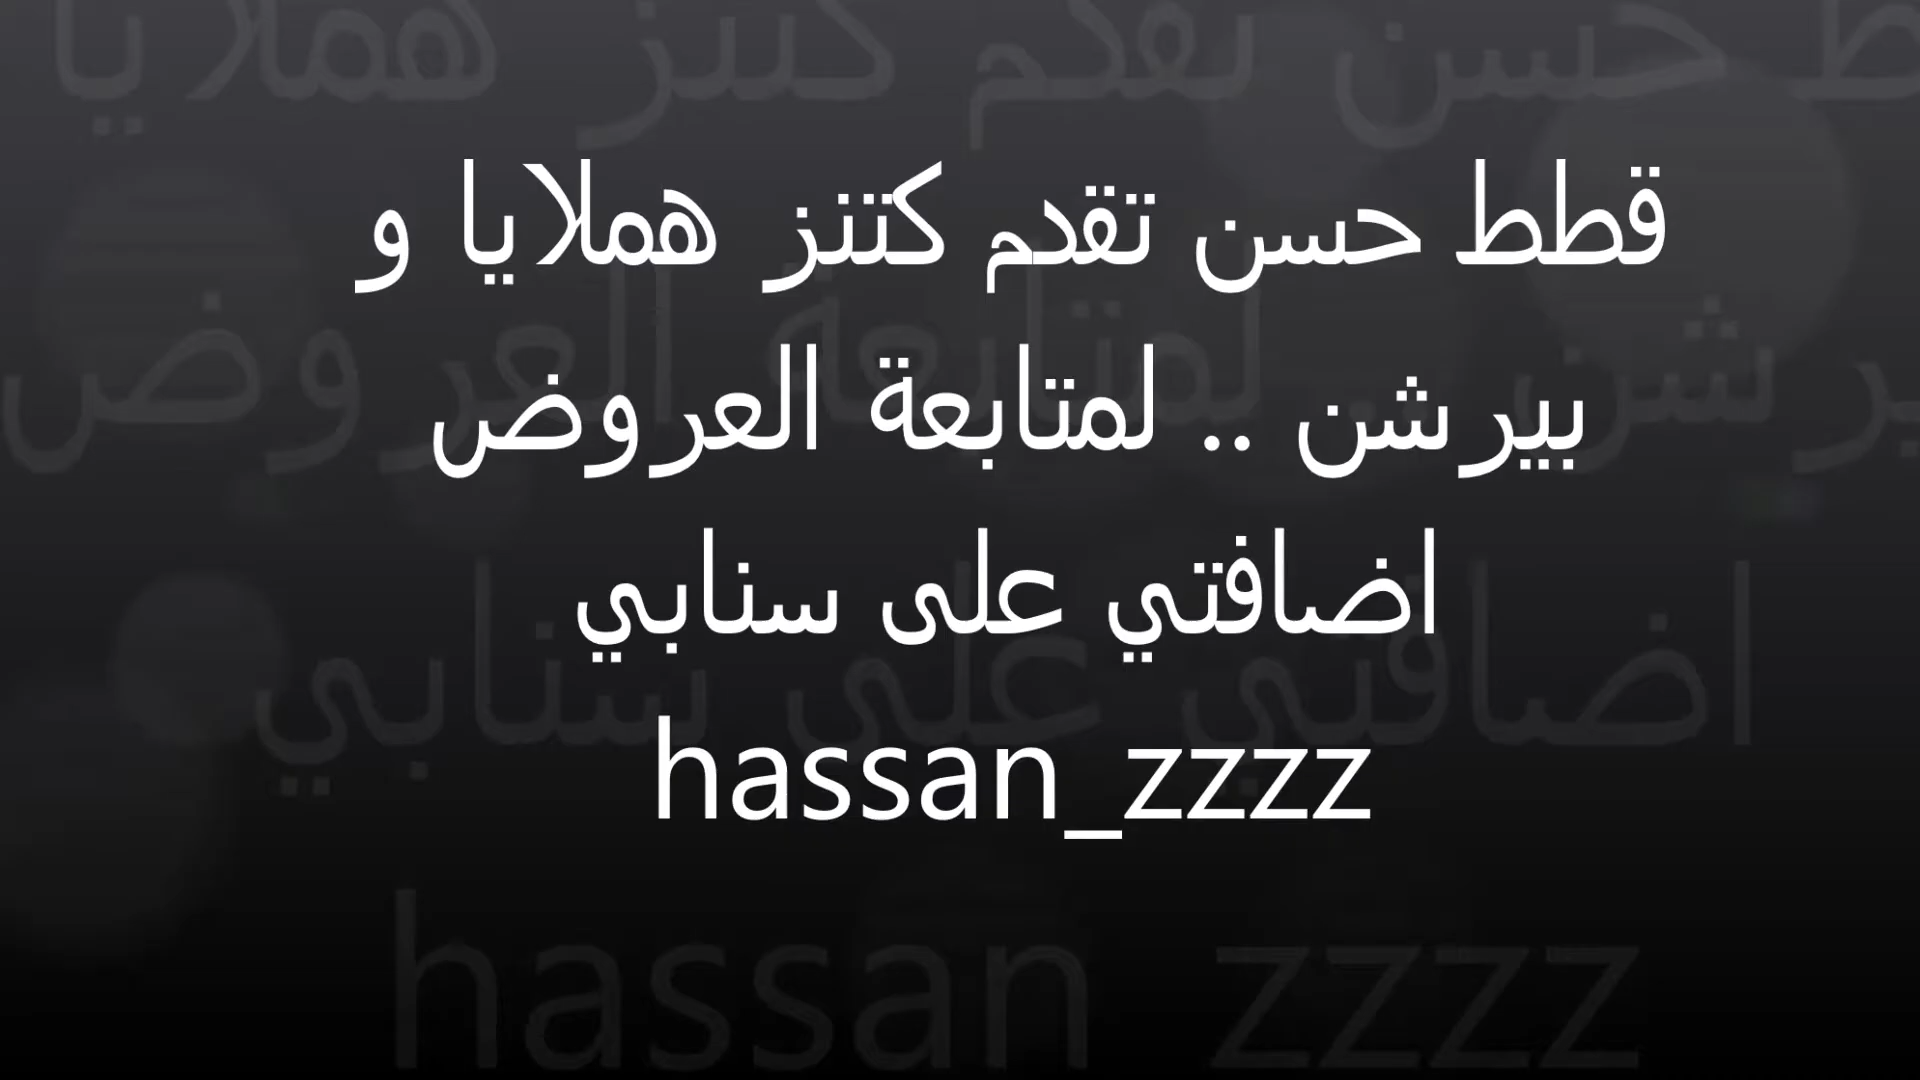 قطط حسن تقدم كتنز هملايا و
بيرشن .. لمتابعة العروض
اضافتي على سنابي
hassan_zzzz